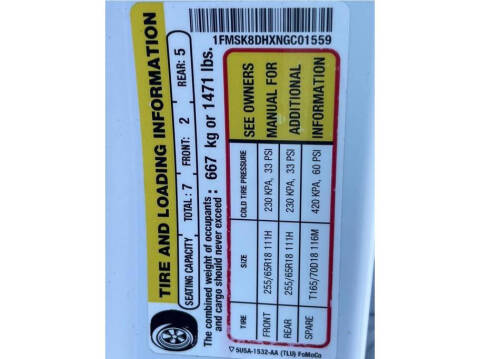 1FMSK8DHXNGC01559
TIRE AND LOADING INFORMATION
SEATING CAPACITY TOTAL: 7 FRONT: 2 REAR: 5
The combined weight of occupants
and cargo should never exceed: 667 kg or 1471 lbs.
TIRE SIZE COLD TIRE PRESSURE SEE OWNERS
FRONT 255/65R18 111H 230 KPA, 33 PSI MANUAL FOR
REAR 255/65R18 111H 230 KPA, 33 PSI ADDITIONAL
SPARE T165/70D18 116M 420 KPA, 60 PSI INFORMATION
5U5A-1532-AA (TLU) FoMoCo